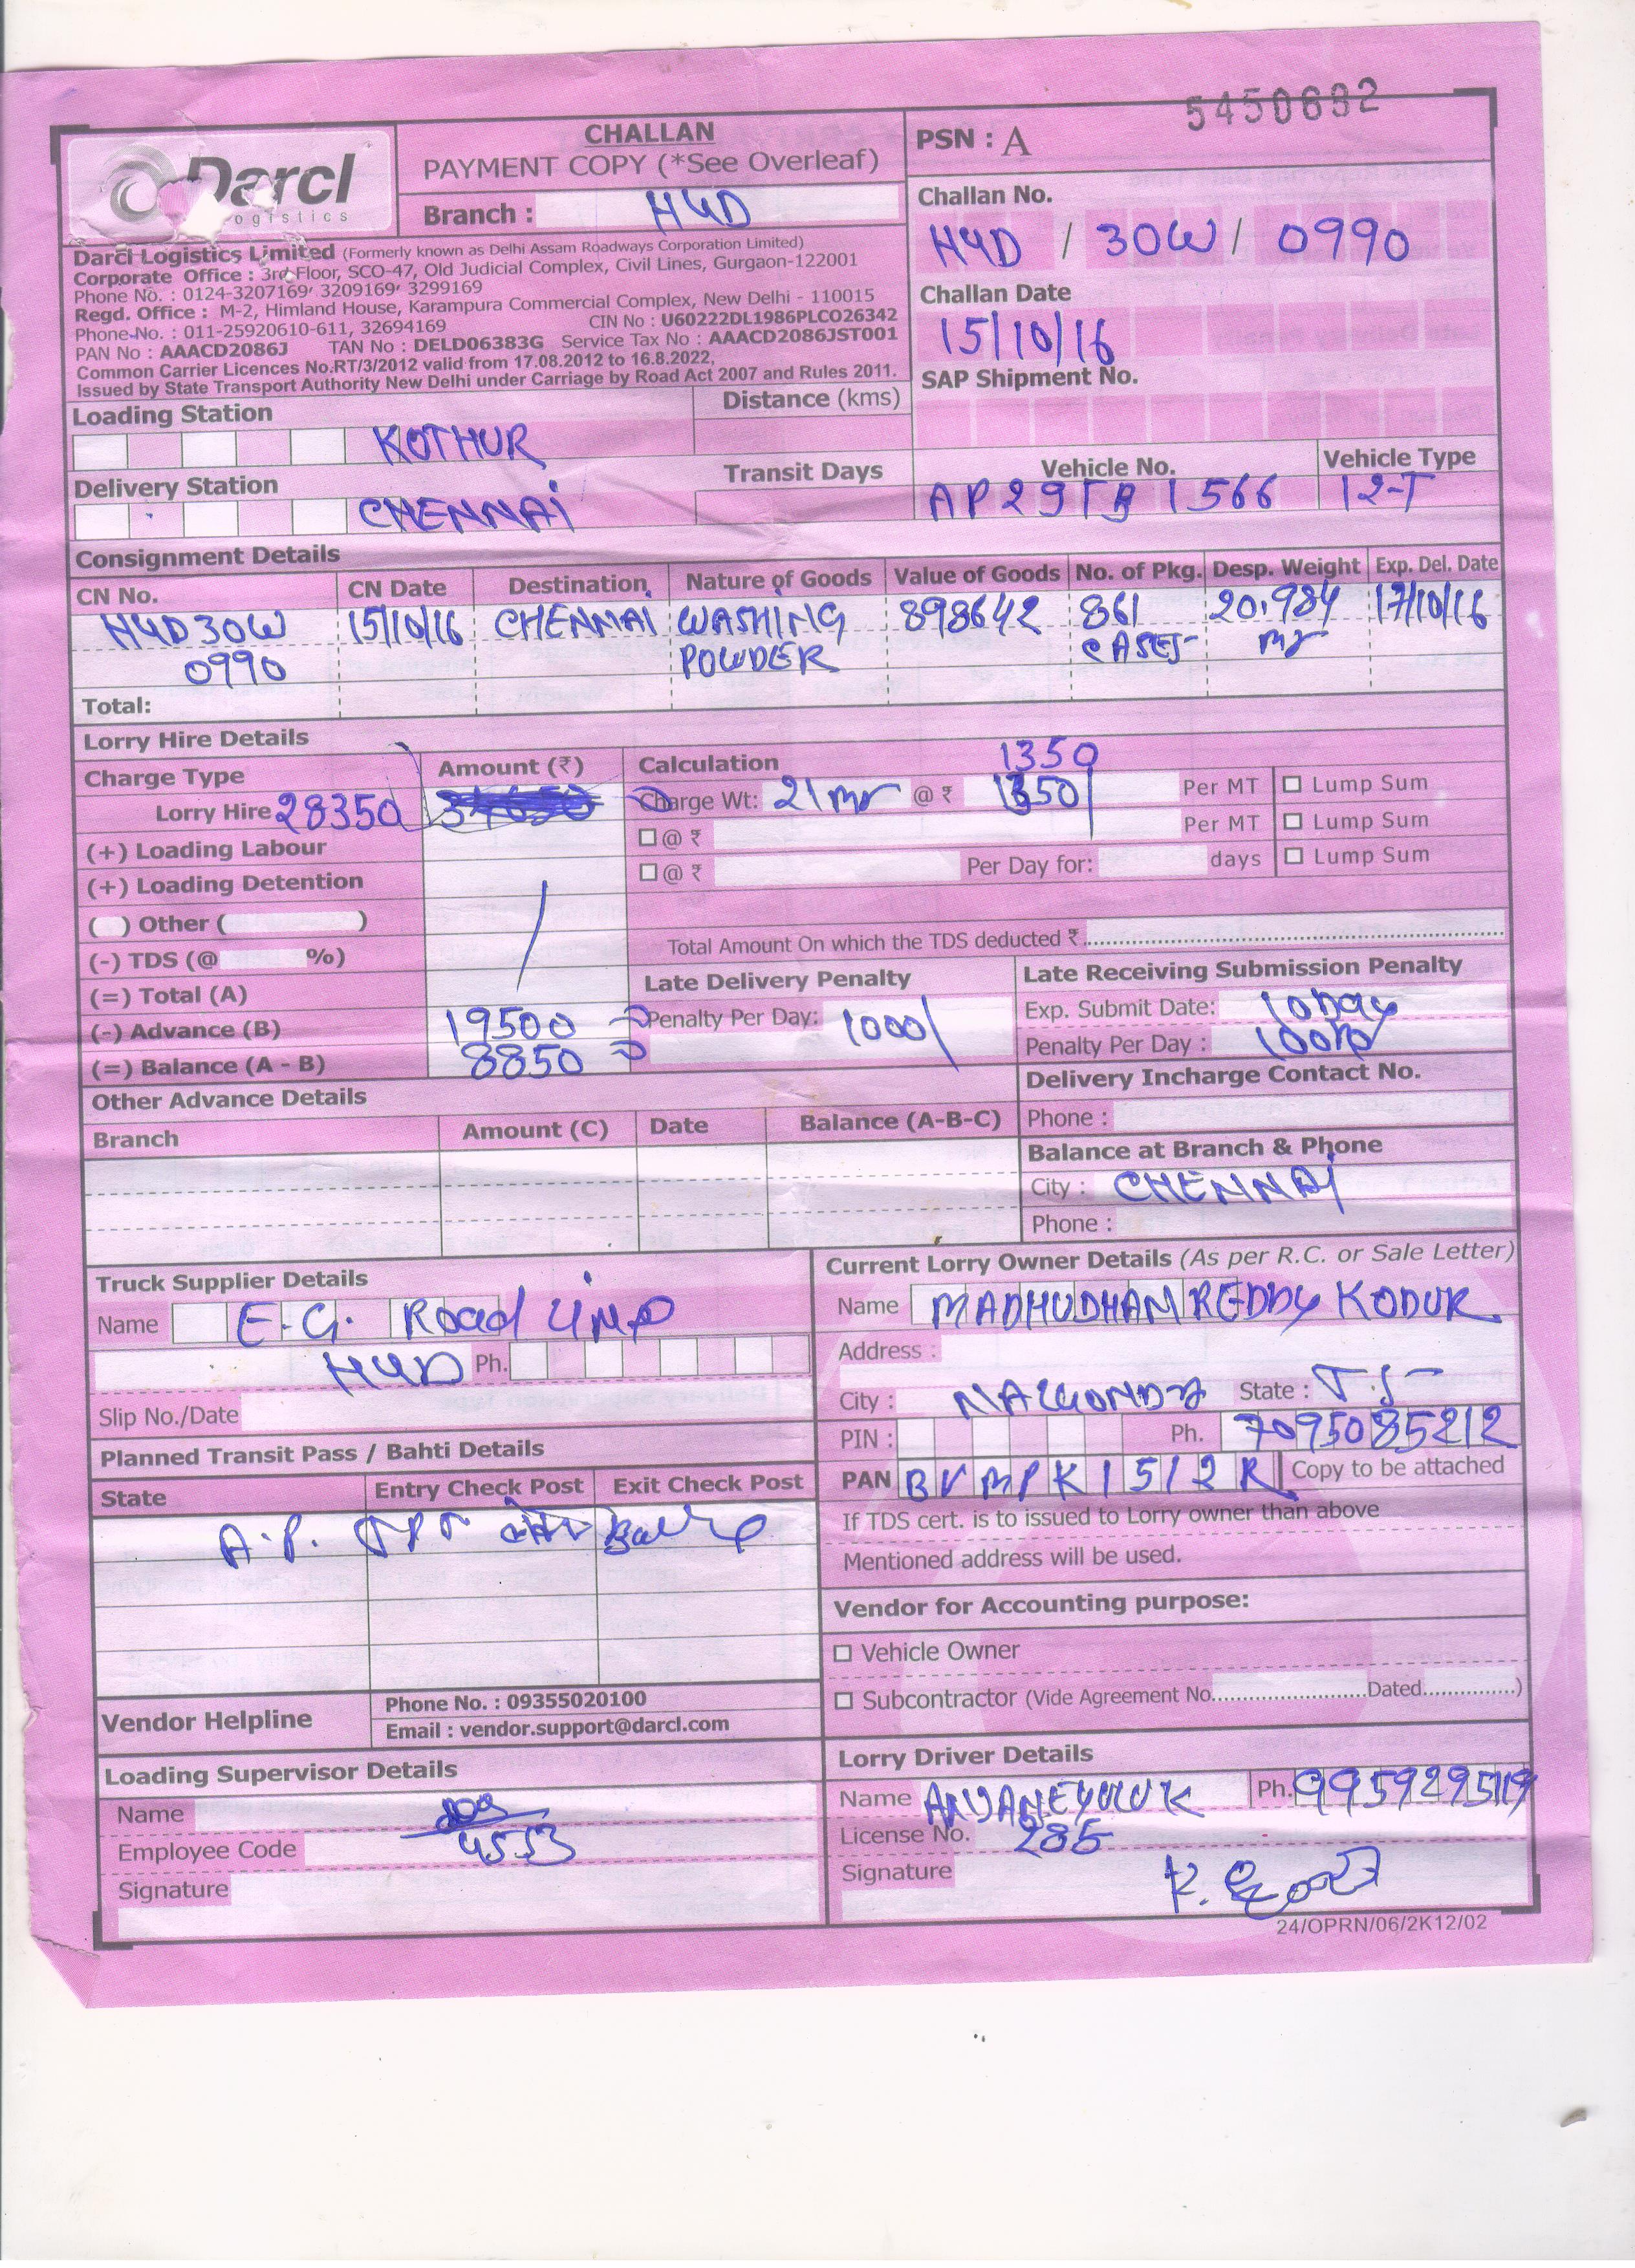 5450632
Darcl
ogistics
CHALLAN
PAYMENT COPY (*See Overleaf)
Branch : HYD
PSN : A
Challan No.
HYD / 30W / 0990
Challan Date
15/10/16
SAP Shipment No.
Darcl Logistics Limited (Formerly known as Delhi Assam Roadways Corporation Limited)
Corporate Office : 3rd Floor, SCO-47, Old Judicial Complex, Civil Lines, Gurgaon-122001
Phone No. : 0124-3207169, 3209169, 3299169
Regd. Office : M-2, Himland House, Karampura Commercial Complex, New Delhi - 110015
Phone No. : 011-25920610-611, 32694169 CIN No : U60222DL1986PLCO26342
PAN No : AAACD2086J TAN No : DELD06383G Service Tax No : AAACD2086JST001
Common Carrier Licences No.RT/3/2012 valid from 17.08.2012 to 16.8.2022,
Issued by State Transport Authority New Delhi under Carriage by Road Act 2007 and Rules 2011.
Loading Station KOTHUR
Distance (kms)
Delivery Station CHENNAI
Transit Days
Vehicle No. Vehicle Type
AP29TB 1566 12-T
Consignment Details
CN No. CN Date Destination Nature of Goods Value of Goods No. of Pkg. Desp. Weight Exp. Del. Date
HYD30W 15/10/16 CHENNAI WASHING 898642 861 20.984 17/10/16
0990 POWDER CASES MT
Total:
Lorry Hire Details
Charge Type Amount (₹) Calculation 1350
Lorry Hire 28350 Charge Wt: 21 MT @ ₹ 1350 Per MT Lump Sum
(+) Loading Labour @ ₹ Per MT Lump Sum
(+) Loading Detention @ ₹ Per Day for: days Lump Sum
( ) Other ( )
(-) TDS (@ %) Total Amount On which the TDS deducted ₹
(=) Total (A) Late Delivery Penalty Late Receiving Submission Penalty
(-) Advance (B) 19500 Penalty Per Day: 1000/ Exp. Submit Date: 10 Day
(=) Balance (A - B) 8850 Penalty Per Day :
Other Advance Details Delivery Incharge Contact No.
Branch Amount (C) Date Balance (A-B-C) Phone :
Balance at Branch & Phone
City : CHENNAI
Phone :
Truck Supplier Details
Name E.G. Road Line
HYD Ph.
Slip No./Date
Current Lorry Owner Details (As per R.C. or Sale Letter)
Name MADHUDHAN REDDY KODUR
Address :
City : NALGONDA State : T.S
PIN : Ph. 7095085212
PAN BVMPK1512R Copy to be attached
If TDS cert. is to issued to Lorry owner than above
Mentioned address will be used.
Planned Transit Pass / Bahti Details
State Entry Check Post Exit Check Post
A.P.
Vendor for Accounting purpose:
Vehicle Owner
Subcontractor (Vide Agreement No. Dated )
Vendor Helpline
Phone No. : 09355020100
Email : vendor.support@darcl.com
Loading Supervisor Details
Name
Employee Code 4553
Signature
Lorry Driver Details
Name ANJANEYULU K Ph.
License No. 285
Signature
24/OPRN/06/2K12/02